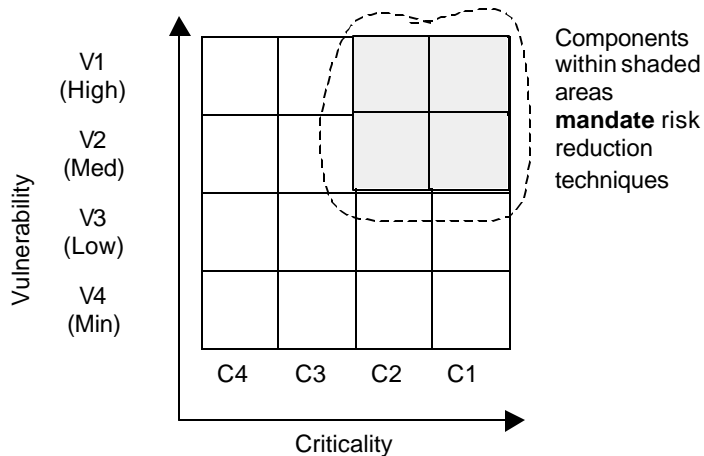 Components
within shaded
areas
mandate risk
reduction
techniques
V1
(High)
V2
(Med)
V3
(Low)
V4
(Min)
Vulnerability
C4 C3 C2 C1
Criticality